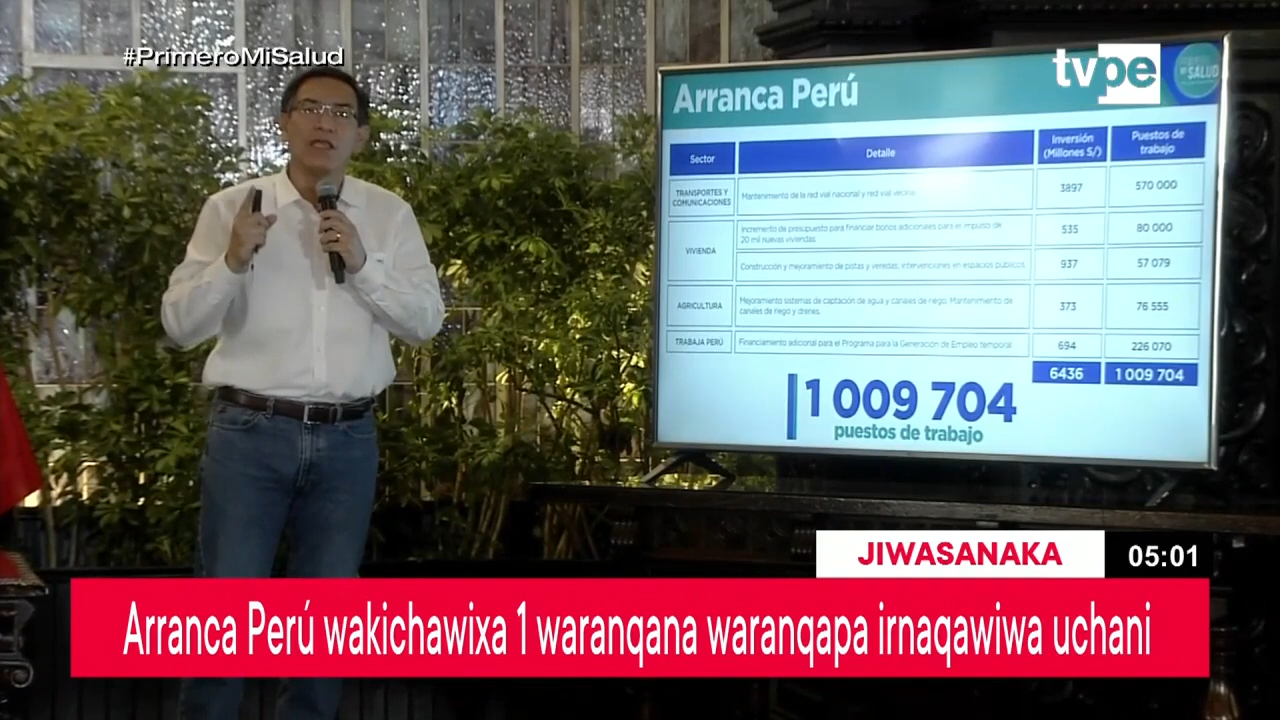 #PrimeroMiSalud
tvpe
SALUD
Arranca Perú
Sector
Detalle
Inversión
(Millones S/)
Puestos de
trabajo
TRANSPORTES Y
COMUNICACIONES
Mantenimiento de la red vial nacional y red vial vecinal
3897
570 000
VIVIENDA
Incremento de presupuesto para financiar bonos adicionales para el impulso de
20 mil nuevas viviendas.
535
80 000
Construcción y mejoramiento de pistas y veredas, intervenciones en espacios públicos.
937
57 079
AGRICULTURA
Mejoramiento sistemas de captación de agua y canales de riego. Mantenimiento de
canales de riego y drenes.
373
76 555
TRABAJA PERÚ
Financiamiento adicional para el Programa para la Generación de Empleo temporal.
694
226 070
6436
1 009 704
1 009 704
puestos de trabajo
JIWASANAKA
05:01
Arranca Perú wakichawixa 1 waranqana waranqapa irnaqawiwa uchani